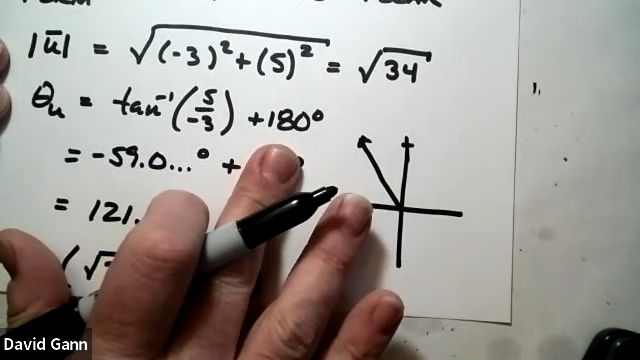 |ū| = √(-3)² + (5)² = √34
θᵤ = tan⁻¹(5/-3) + 180°
= -59.0...° +
= 121.
(√
David Gann